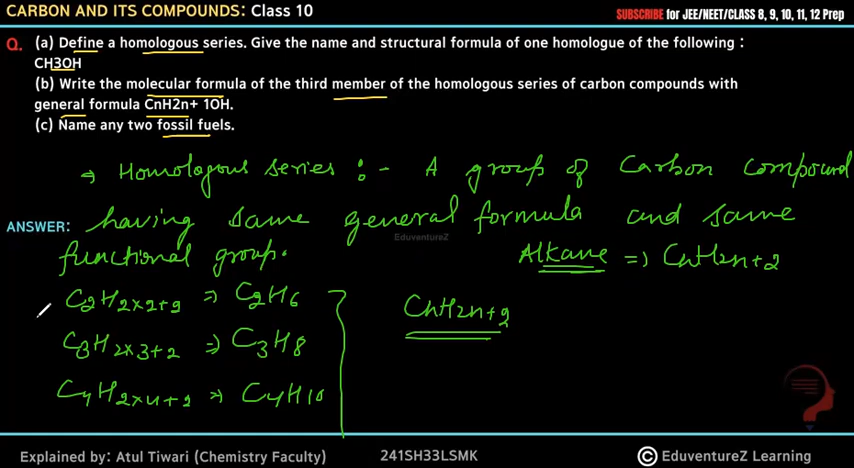 CARBON AND ITS COMPOUNDS: Class 10
SUBSCRIBE for JEE/NEET/CLASS 8, 9, 10, 11, 12 Prep
Q. (a) Define a homologous series. Give the name and structural formula of one homologue of the following :
CH3OH
(b) Write the molecular formula of the third member of the homologous series of carbon compounds with
general formula CnH2n+ 1OH.
(c) Name any two fossil fuels.
→ Homologous series :- A group of Carbon Compound
ANSWER: having same general formula and same
EduventureZ
functional group. Alkane => CnH2n+2
C2H2×2+2 => C2H6 CnH2n+2
C3H2×3+2 => C3H8
C4H2×4+2 => C4H10
Explained by: Atul Tiwari (Chemistry Faculty) 241SH33LSMK © EduventureZ Learning